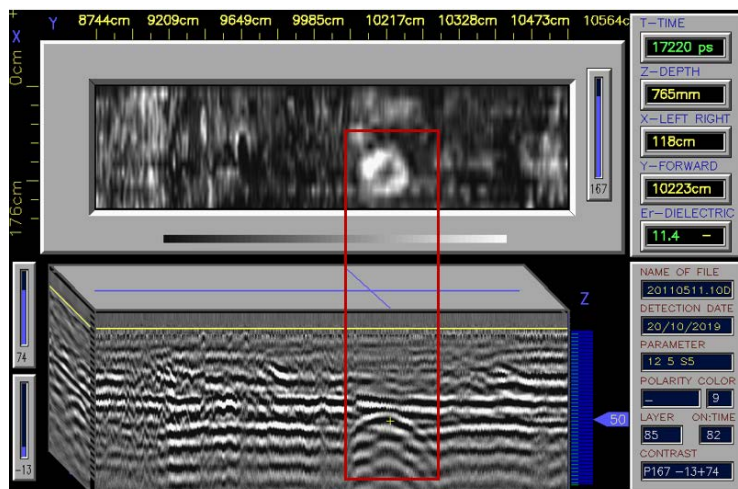 Y 8744cm 9209cm 9649cm 9985cm 10217cm 10328cm 10473cm 10564c
X
0cm
176cm
167
T-TIME
17220 ps
Z-DEPTH
765mm
X-LEFT RIGHT
118cm
Y-FORWARD
10223cm
Er-DIELECTRIC
11.4 -
Z
74
-13
50
NAME OF FILE
20110511.10D
DETECTION DATE
20/10/2019
PARAMETER
12 5 S5
POLARITY COLOR
_ 9
LAYER ON:TIME
85 82
CONTRAST
P167 -13+74